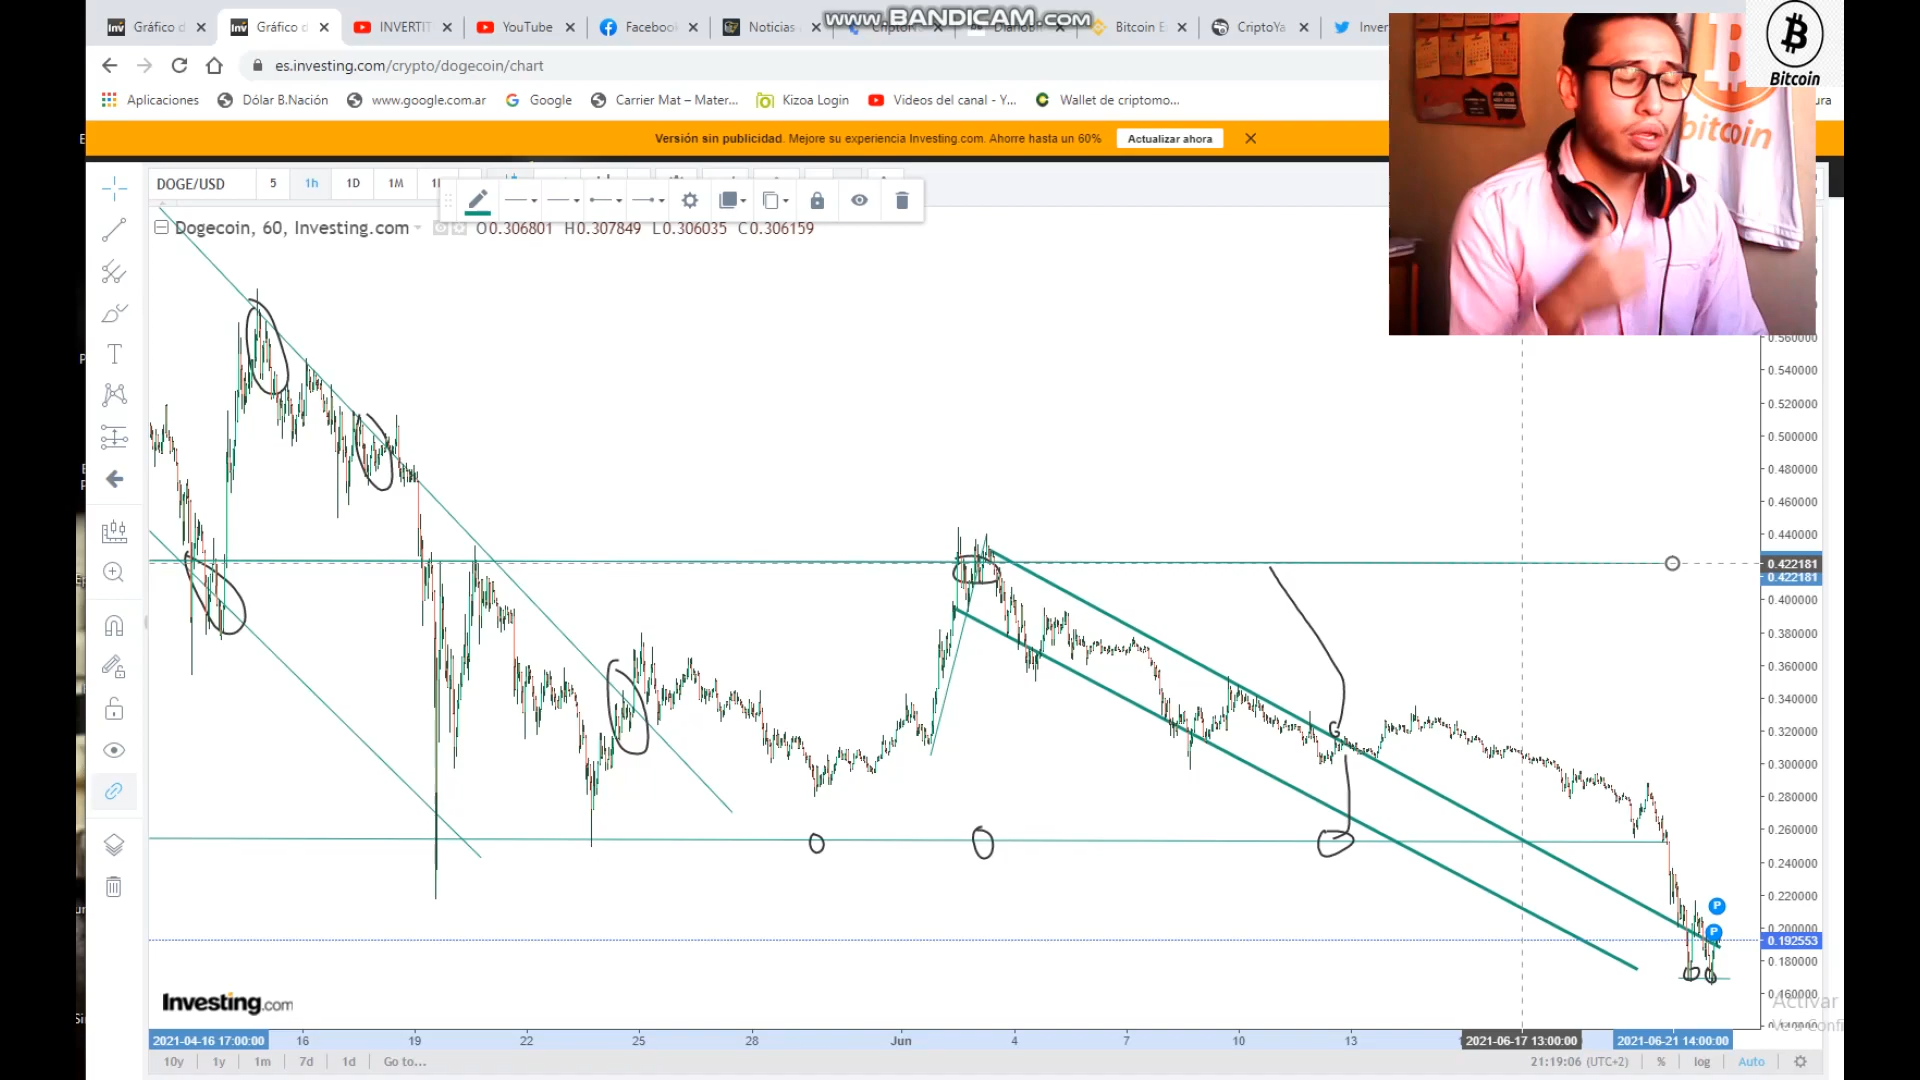 www.BANDICAM.com
Gráfico d
Gráfico d
INVERTIT
YouTube
Facebook
Noticias
Bitcoin E
CriptoYa
Inver
es.investing.com/crypto/dogecoin/chart
Bitcoin
Aplicaciones
Dólar B.Nación
www.google.com.ar
Google
Carrier Mat – Mater...
Kizoa Login
Videos del canal - Y...
Wallet de criptomo...
bitcoin
Versión sin publicidad. Mejore su experiencia Investing.com. Ahorre hasta un 60%
Actualizar ahora
DOGE/USD
5
1h
1D
1M
Dogecoin, 60, Investing.com
O0.306801 H0.307849 L0.306035 C0.306159
0.560000
0.540000
0.520000
0.500000
0.480000
0.460000
0.440000
0.422181
0.422181
0.400000
0.380000
0.360000
0.340000
0.320000
0.300000
0.280000
0.260000
0.240000
0.220000
P
0.200000
P
0.192553
0.180000
0.160000
Investing.com
Activar
2021-04-16 17:00:00
16
19
22
25
28
Jun
4
7
10
13
2021-06-17 13:00:00
2021-06-21 14:00:00
10y
1y
1m
7d
1d
Go to...
21:19:06 (UTC+2)
%
log
Auto